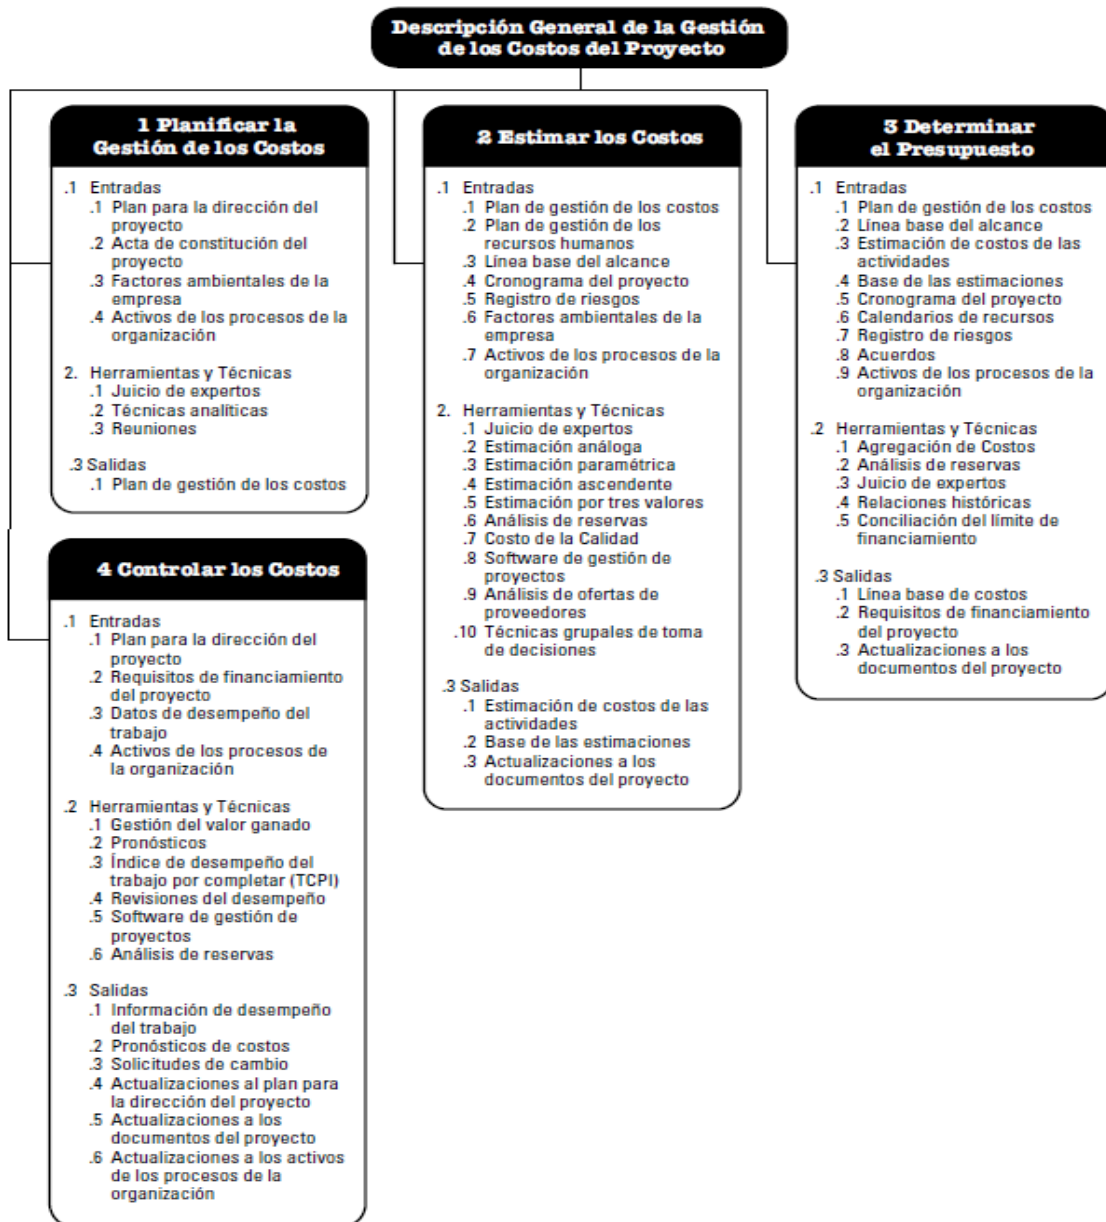 Descripción General de la Gestión
de los Costos del Proyecto
1 Planificar la
Gestión de los Costos
.1 Entradas
.1 Plan para la dirección del
proyecto
.2 Acta de constitución del
proyecto
.3 Factores ambientales de la
empresa
.4 Activos de los procesos de la
organización
2. Herramientas y Técnicas
.1 Juicio de expertos
.2 Técnicas analíticas
.3 Reuniones
.3 Salidas
.1 Plan de gestión de los costos
2 Estimar los Costos
.1 Entradas
.1 Plan de gestión de los costos
.2 Plan de gestión de los
recursos humanos
.3 Línea base del alcance
.4 Cronograma del proyecto
.5 Registro de riesgos
.6 Factores ambientales de la
empresa
.7 Activos de los procesos de la
organización
2. Herramientas y Técnicas
.1 Juicio de expertos
.2 Estimación análoga
.3 Estimación paramétrica
.4 Estimación ascendente
.5 Estimación por tres valores
.6 Análisis de reservas
.7 Costo de la Calidad
.8 Software de gestión de
proyectos
.9 Análisis de ofertas de
proveedores
.10 Técnicas grupales de toma
de decisiones
.3 Salidas
.1 Estimación de costos de las
actividades
.2 Base de las estimaciones
.3 Actualizaciones a los
documentos del proyecto
3 Determinar
el Presupuesto
.1 Entradas
.1 Plan de gestión de los costos
.2 Línea base del alcance
.3 Estimación de costos de las
actividades
.4 Base de las estimaciones
.5 Cronograma del proyecto
.6 Calendarios de recursos
.7 Registro de riesgos
.8 Acuerdos
.9 Activos de los procesos de la
organización
.2 Herramientas y Técnicas
.1 Agregación de Costos
.2 Análisis de reservas
.3 Juicio de expertos
.4 Relaciones históricas
.5 Conciliación del límite de
financiamiento
.3 Salidas
.1 Línea base de costos
.2 Requisitos de financiamiento
del proyecto
.3 Actualizaciones a los
documentos del proyecto
4 Controlar los Costos
.1 Entradas
.1 Plan para la dirección del
proyecto
.2 Requisitos de financiamiento
del proyecto
.3 Datos de desempeño del
trabajo
.4 Activos de los procesos de
la organización
.2 Herramientas y Técnicas
.1 Gestión del valor ganado
.2 Pronósticos
.3 Índice de desempeño del
trabajo por completar (TCPI)
.4 Revisiones del desempeño
.5 Software de gestión de
proyectos
.6 Análisis de reservas
.3 Salidas
.1 Información de desempeño
del trabajo
.2 Pronósticos de costos
.3 Solicitudes de cambio
.4 Actualizaciones al plan para
la dirección del proyecto
.5 Actualizaciones a los
documentos del proyecto
.6 Actualizaciones a los activos
de los procesos de la
organización